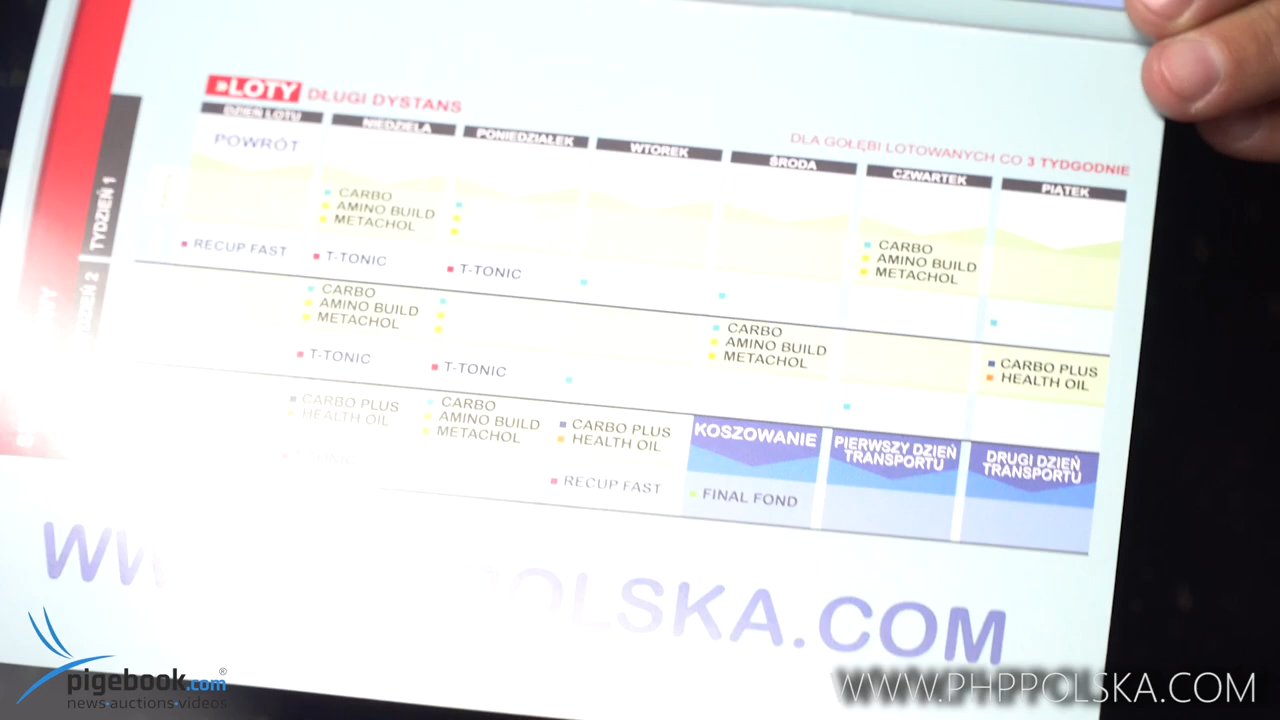 »LOTY DŁUGI DYSTANS
DLA GOŁĘBI LOTOWANYCH CO 3 TYDGODNIE
DZIEŃ LOTU NIEDZIELA PONIEDZIAŁEK WTOREK ŚRODA CZWARTEK PIĄTEK
TYDZIEŃ 1
POWRÓT
CARBO
AMINO BUILD
METACHOL
CARBO
AMINO BUILD
METACHOL
RECUP FAST T-TONIC T-TONIC
CARBO
AMINO BUILD
METACHOL
CARBO
AMINO BUILD
METACHOL
CARBO PLUS
HEALTH OIL
T-TONIC T-TONIC
CARBO PLUS
HEALTH OIL
CARBO
AMINO BUILD
METACHOL
CARBO PLUS
HEALTH OIL
KOSZOWANIE
PIERWSZY DZIEŃ
TRANSPORTU
DRUGI DZIEŃ
TRANSPORTU
RECUP FAST FINAL FOND
OLSKA.COM
pigebook.com®
news·auctions·videos
WWW.PHPPOLSKA.COM